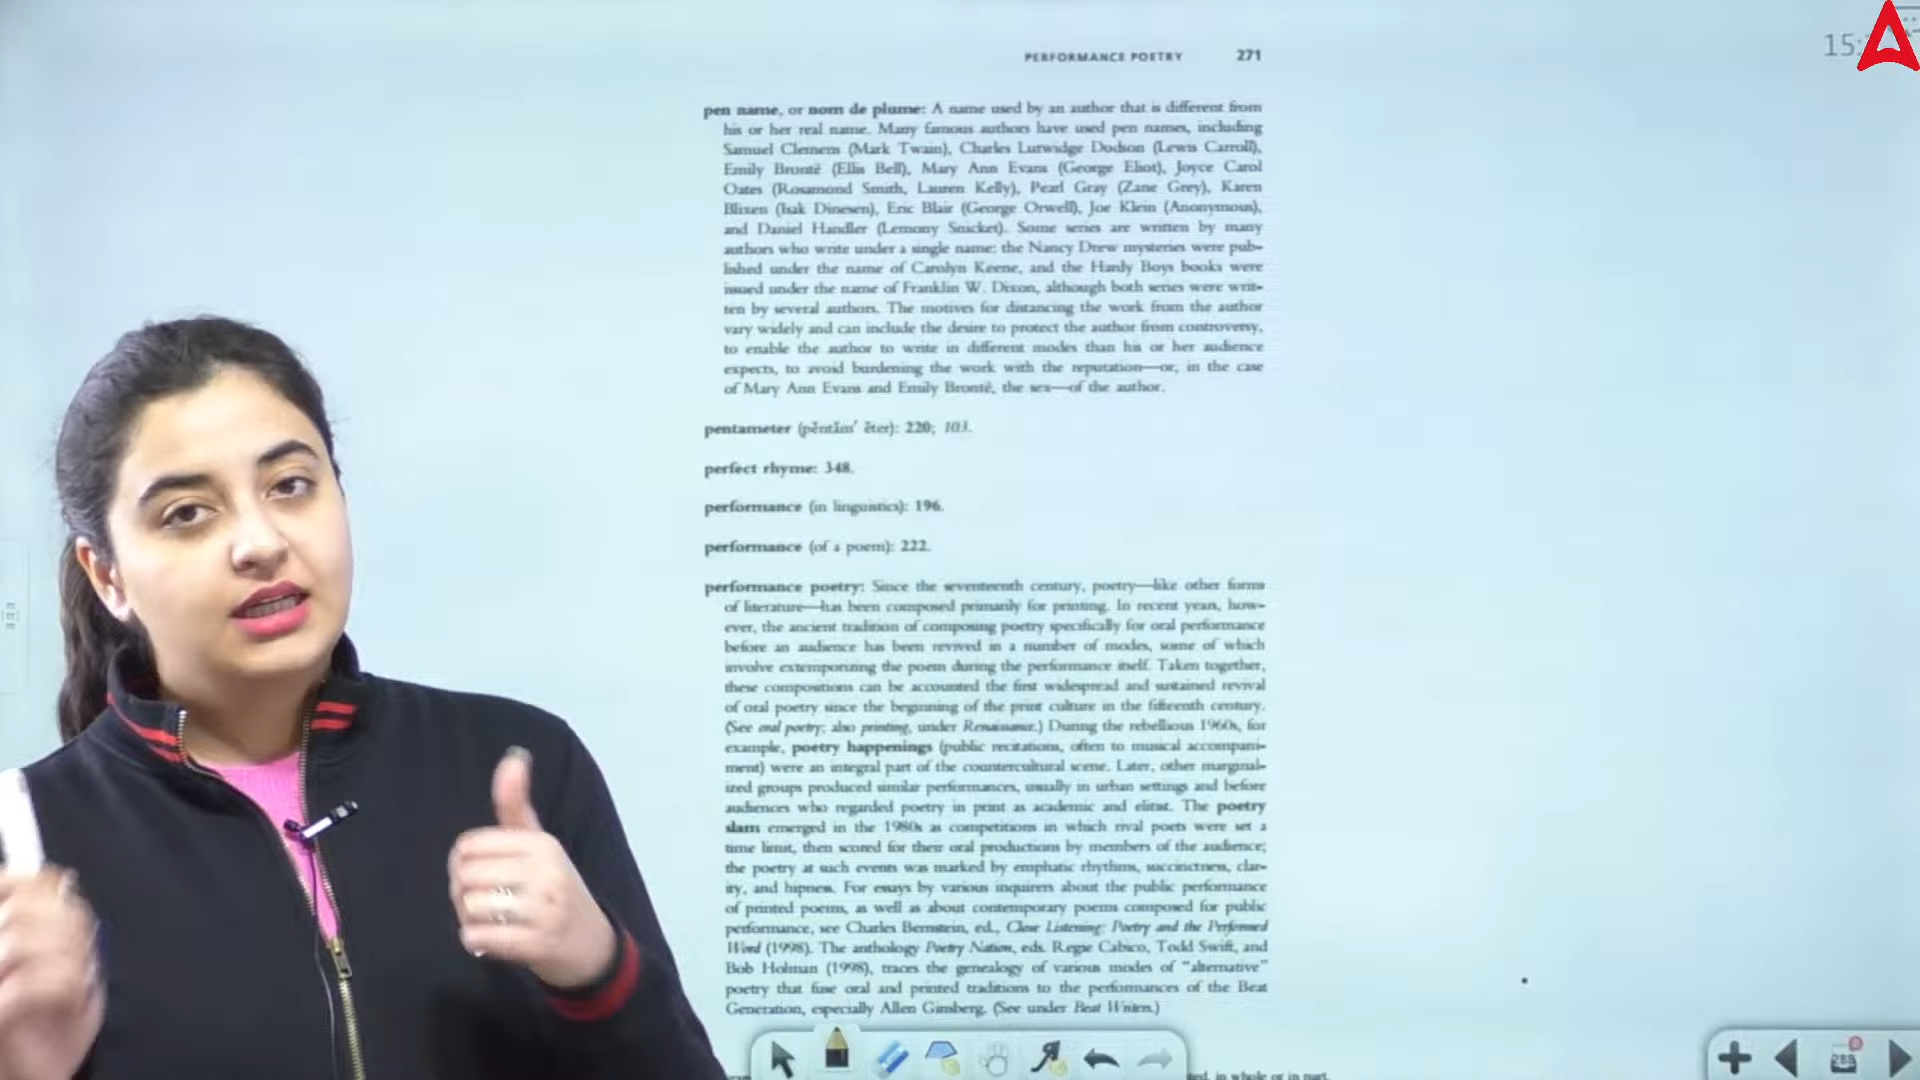 15:
PERFORMANCE POETRY 271
pen name, or nom de plume: A name used by an author that is different from
his or her real name. Many famous authors have used pen names, including
Samuel Clemens (Mark Twain), Charles Lutwidge Dodson (Lewis Carroll),
Emily Brontë (Ellis Bell), Mary Ann Evans (George Eliot), Joyce Carol
Oates (Rosamond Smith, Lauren Kelly), Pearl Gray (Zane Grey), Karen
Blixen (Isak Dinesen), Eric Blair (George Orwell), Joe Klein (Anonymous),
and Daniel Handler (Lemony Snicket). Some series are written by many
authors who write under a single name: the Nancy Drew mysteries were pub-
lished under the name of Carolyn Keene, and the Hardy Boys books were
issued under the name of Franklin W. Dixon, although both series were writ-
ten by several authors. The motives for distancing the work from the author
vary widely and can include the desire to protect the author from controversy,
to enable the author to write in different modes than his or her audience
expects, to avoid burdening the work with the reputation—or, in the case
of Mary Ann Evans and Emily Brontë, the sex—of the author.
pentameter (pĕntăm′ ĕter): 220; 103.
perfect rhyme: 348.
performance (in linguistics): 196.
performance (of a poem): 222.
performance poetry: Since the seventeenth century, poetry—like other forms
of literature—has been composed primarily for printing. In recent years, how-
ever, the ancient tradition of composing poetry specifically for oral performance
before an audience has been revived in a number of modes, some of which
involve extemporizing the poem during the performance itself. Taken together,
these compositions can be accounted the first widespread and sustained revival
of oral poetry since the beginning of the print culture in the fifteenth century.
(See oral poetry; also printing, under Renaissance.) During the rebellious 1960s, for
example, poetry happenings (public recitations, often to musical accompani-
ment) were an integral part of the countercultural scene. Later, other marginal-
ized groups produced similar performances, usually in urban settings and before
audiences who regarded poetry in print as academic and elitist. The poetry
slam emerged in the 1980s as competitions in which rival poets were set a
time limit, then scored for their oral productions by members of the audience;
the poetry at such events was marked by emphatic rhythms, succinctness, clar-
ity, and hipness. For essays by various inquirers about the public performance
of printed poems, as well as about contemporary poems composed for public
performance, see Charles Bernstein, ed., Close Listening: Poetry and the Performed
Word (1998). The anthology Poetry Nation, eds. Regie Cabico, Todd Swift, and
Bob Holman (1998), traces the genealogy of various modes of "alternative"
poetry that fuse oral and printed traditions to the performances of the Beat
Generation, especially Allen Ginsberg. (See under Beat Writers.)
in whole or in part.
288